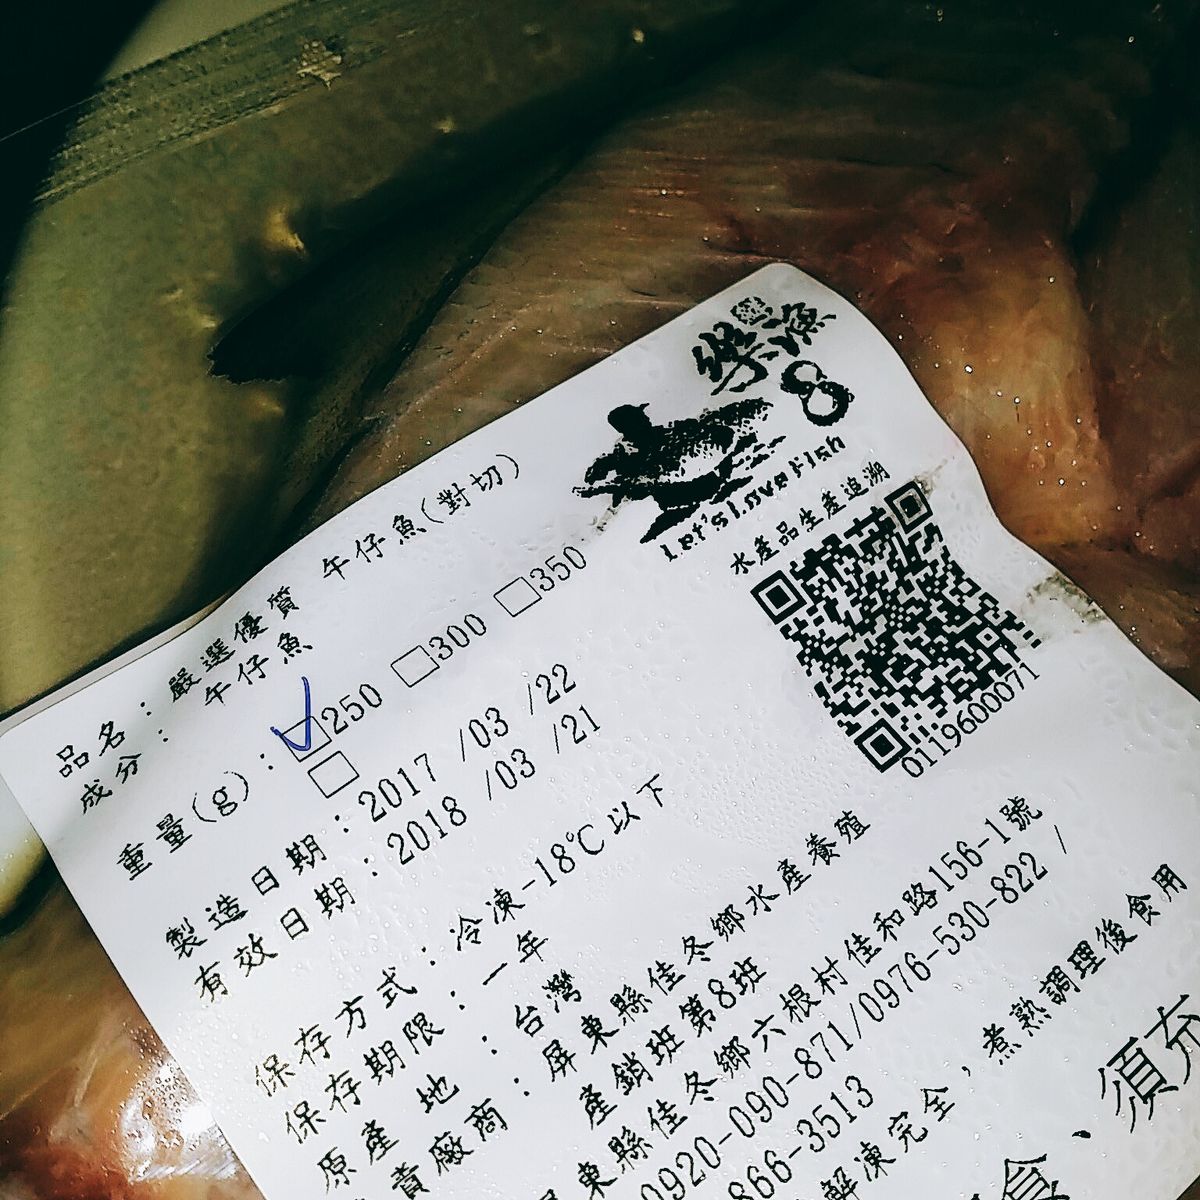 樂漁
8
Let's Love Fish
水產品生產追溯
0119600071
品名：嚴選優質 午仔魚(對切)
成分： 午仔魚
重量(g)：☑250 □300 □350
□
製造日期：2017 /03 /22
有效日期：2018 /03 /21
保存方式：冷凍-18℃以下
保存期限：一年
原產 地：台灣
責廠商：屏東縣佳冬鄉水產養殖
產銷班第8班
東縣佳冬鄉六根村佳和路156-1號
0920-090-871/0976-530-822 /
866-3513
解凍完全，煮熟調理後食用
食、須充